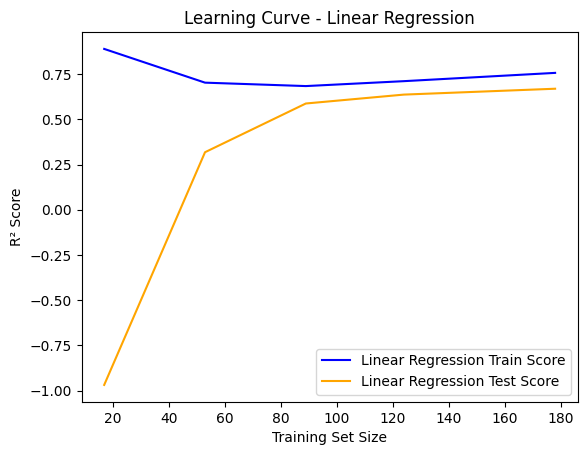 Learning Curve - Linear Regression
R² Score
0.75
0.50
0.25
0.00
−0.25
−0.50
−0.75
−1.00
Linear Regression Train Score
Linear Regression Test Score
20 40 60 80 100 120 140 160 180
Training Set Size